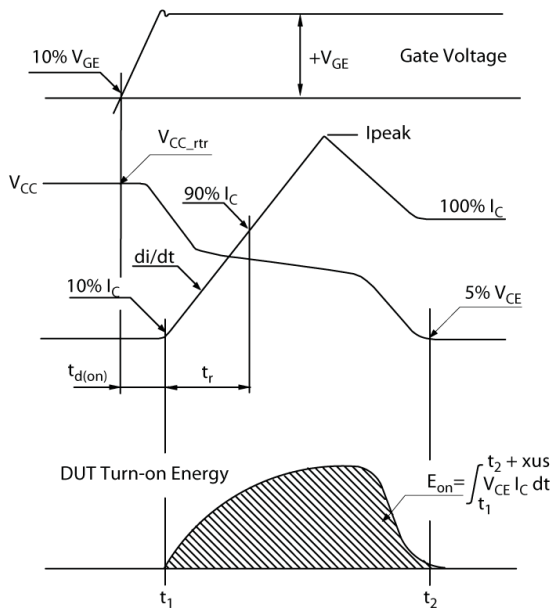 10% V_GE
+V_GE
Gate Voltage
V_CC_rtr
Ipeak
V_CC
90% I_C
100% I_C
di/dt
10% I_C
5% V_CE
t_d(on)
t_r
DUT Turn-on Energy
E_on = ∫_t_1^t_2 + xus V_CE I_C dt
t_1
t_2